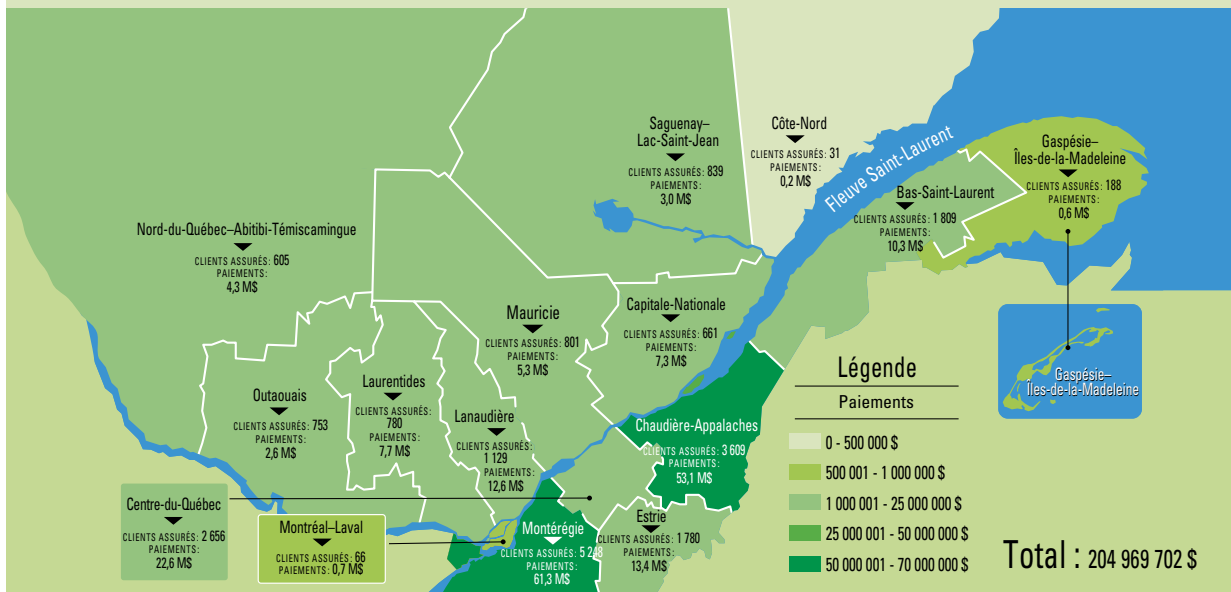 Saguenay–
Lac-Saint-Jean
CLIENTS ASSURÉS: 839
PAIEMENTS:
3,0 M$
Côte-Nord
CLIENTS ASSURÉS: 31
PAIEMENTS:
0,2 M$
Fleuve Saint-Laurent
Gaspésie–
Îles-de-la-Madeleine
CLIENTS ASSURÉS: 188
PAIEMENTS:
0,6 M$
Bas-Saint-Laurent
CLIENTS ASSURÉS: 1 809
PAIEMENTS:
10,3 M$
Nord-du-Québec–Abitibi-Témiscamingue
CLIENTS ASSURÉS: 605
PAIEMENTS:
4,3 M$
Mauricie
CLIENTS ASSURÉS: 801
PAIEMENTS:
5,3 M$
Capitale-Nationale
CLIENTS ASSURÉS: 661
PAIEMENTS:
7,3 M$
Outaouais
CLIENTS ASSURÉS: 753
PAIEMENTS:
2,6 M$
Laurentides
CLIENTS ASSURÉS:
780
PAIEMENTS:
7,7 M$
Lanaudière
CLIENTS ASSURÉS:
1 129
PAIEMENTS:
12,6 M$
Chaudière-Appalaches
CLIENTS ASSURÉS: 3 609
PAIEMENTS:
53,1 M$
Gaspésie–
Îles-de-la-Madeleine
Centre-du-Québec
CLIENTS ASSURÉS: 2 656
PAIEMENTS:
22,6 M$
Montréal–Laval
CLIENTS ASSURÉS: 66
PAIEMENTS: 0,7 M$
Montérégie
CLIENTS ASSURÉS: 5 248
PAIEMENTS:
61,3 M$
Estrie
CLIENTS ASSURÉS: 1 780
PAIEMENTS:
13,4 M$
Légende
Paiements
0 - 500 000 $
500 001 - 1 000 000 $
1 000 001 - 25 000 000 $
25 000 001 - 50 000 000 $
50 000 001 - 70 000 000 $
Total : 204 969 702 $